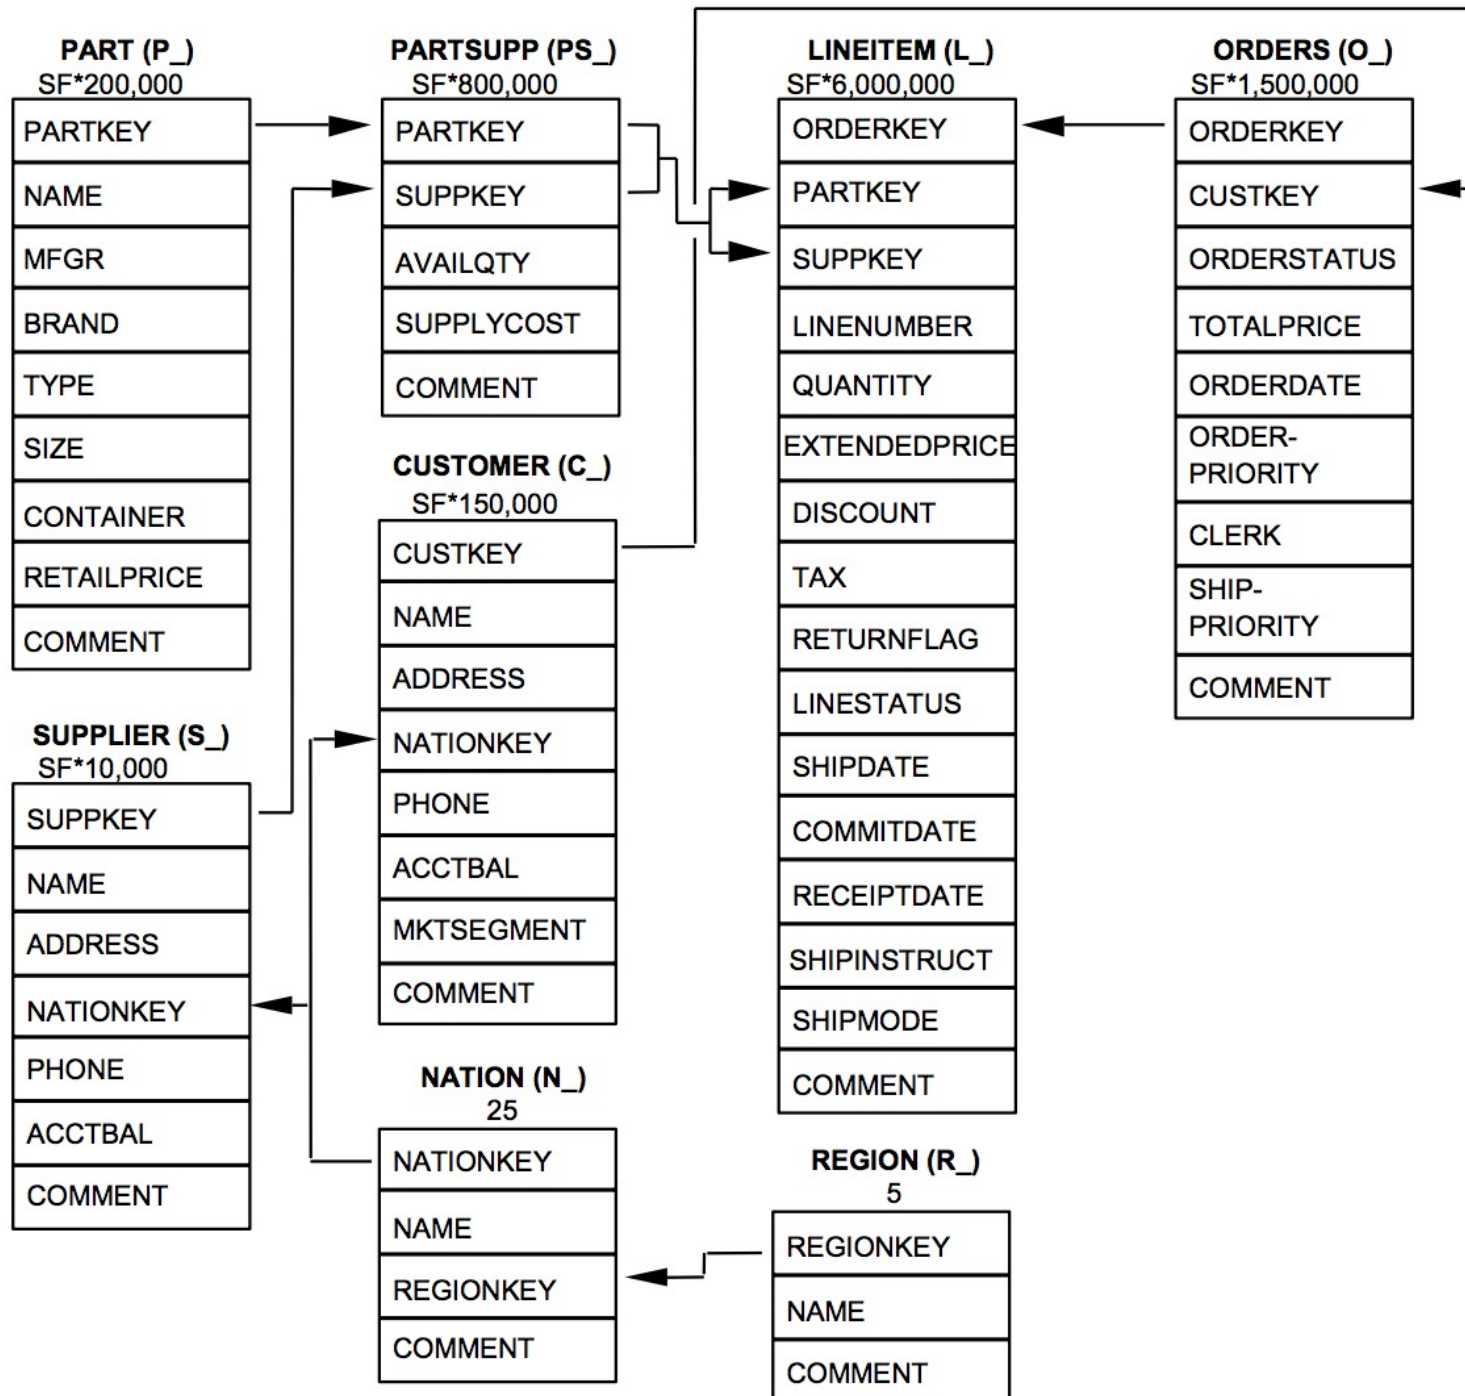 PART (P_)
SF*200,000
PARTKEY
NAME
MFGR
BRAND
TYPE
SIZE
CONTAINER
RETAILPRICE
COMMENT
SUPPLIER (S_)
SF*10,000
SUPPKEY
NAME
ADDRESS
NATIONKEY
PHONE
ACCTBAL
COMMENT
PARTSUPP (PS_)
SF*800,000
PARTKEY
SUPPKEY
AVAILQTY
SUPPLYCOST
COMMENT
CUSTOMER (C_)
SF*150,000
CUSTKEY
NAME
ADDRESS
NATIONKEY
PHONE
ACCTBAL
MKTSEGMENT
COMMENT
NATION (N_)
25
NATIONKEY
NAME
REGIONKEY
COMMENT
LINEITEM (L_)
SF*6,000,000
ORDERKEY
PARTKEY
SUPPKEY
LINENUMBER
QUANTITY
EXTENDEDPRICE
DISCOUNT
TAX
RETURNFLAG
LINESTATUS
SHIPDATE
COMMITDATE
RECEIPTDATE
SHIPINSTRUCT
SHIPMODE
COMMENT
REGION (R_)
5
REGIONKEY
NAME
COMMENT
ORDERS (O_)
SF*1,500,000
ORDERKEY
CUSTKEY
ORDERSTATUS
TOTALPRICE
ORDERDATE
ORDER-
PRIORITY
CLERK
SHIP-
PRIORITY
COMMENT